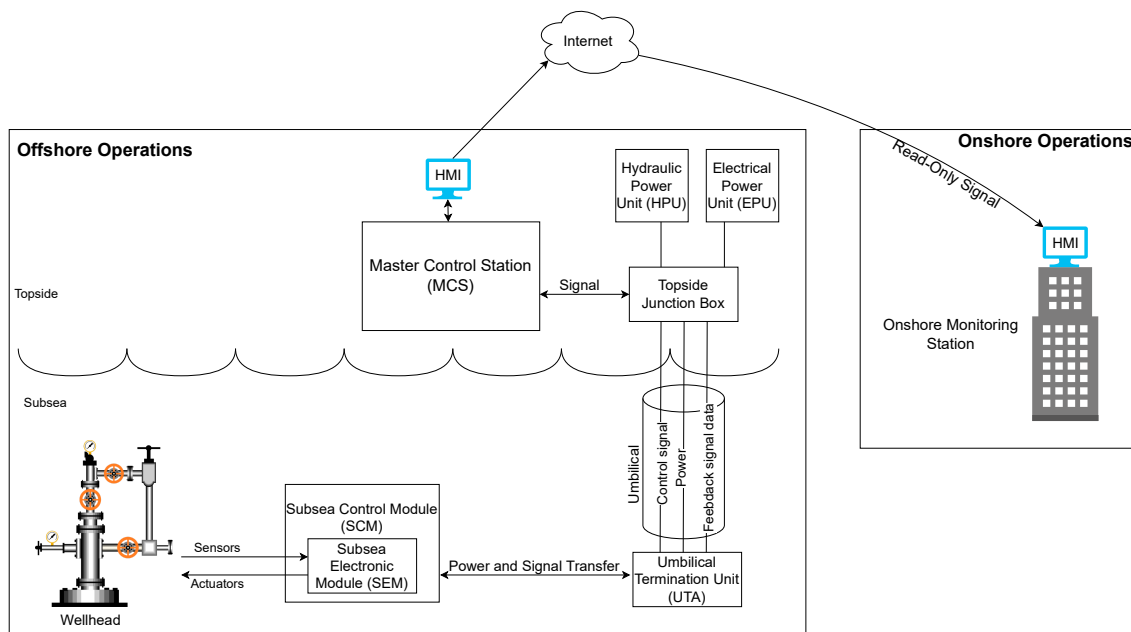 Internet
Offshore Operations
HMI
Hydraulic
Power
Unit (HPU)
Electrical
Power
Unit (EPU)
Master Control Station
(MCS)
Signal
Topside
Junction Box
Topside
Subsea
Umbilical
Control signal
Power
Feebdack signal data
Subsea Control Module
(SCM)
Subsea
Electronic
Module (SEM)
Sensors
Actuators
Wellhead
Power and Signal Transfer
Umbilical
Termination Unit
(UTA)
Onshore Operations
Read-Only Signal
HMI
Onshore Monitoring
Station